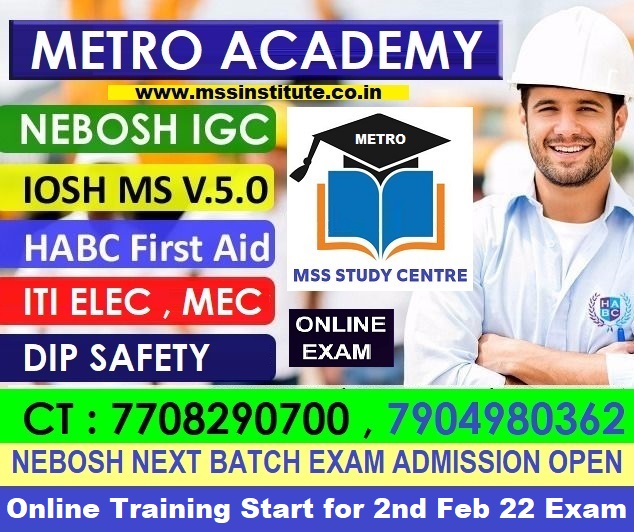 METRO ACADEMY
www.mssinstitute.co.in
NEBOSH IGC
IOSH MS V.5.0
HABC First Aid
ITI ELEC , MEC
DIP SAFETY
METRO
MSS STUDY CENTRE
ONLINE
EXAM
HA
BC
CT : 7708290700 , 7904980362
NEBOSH NEXT BATCH EXAM ADMISSION OPEN
Online Training Start for 2nd Feb 22 Exam